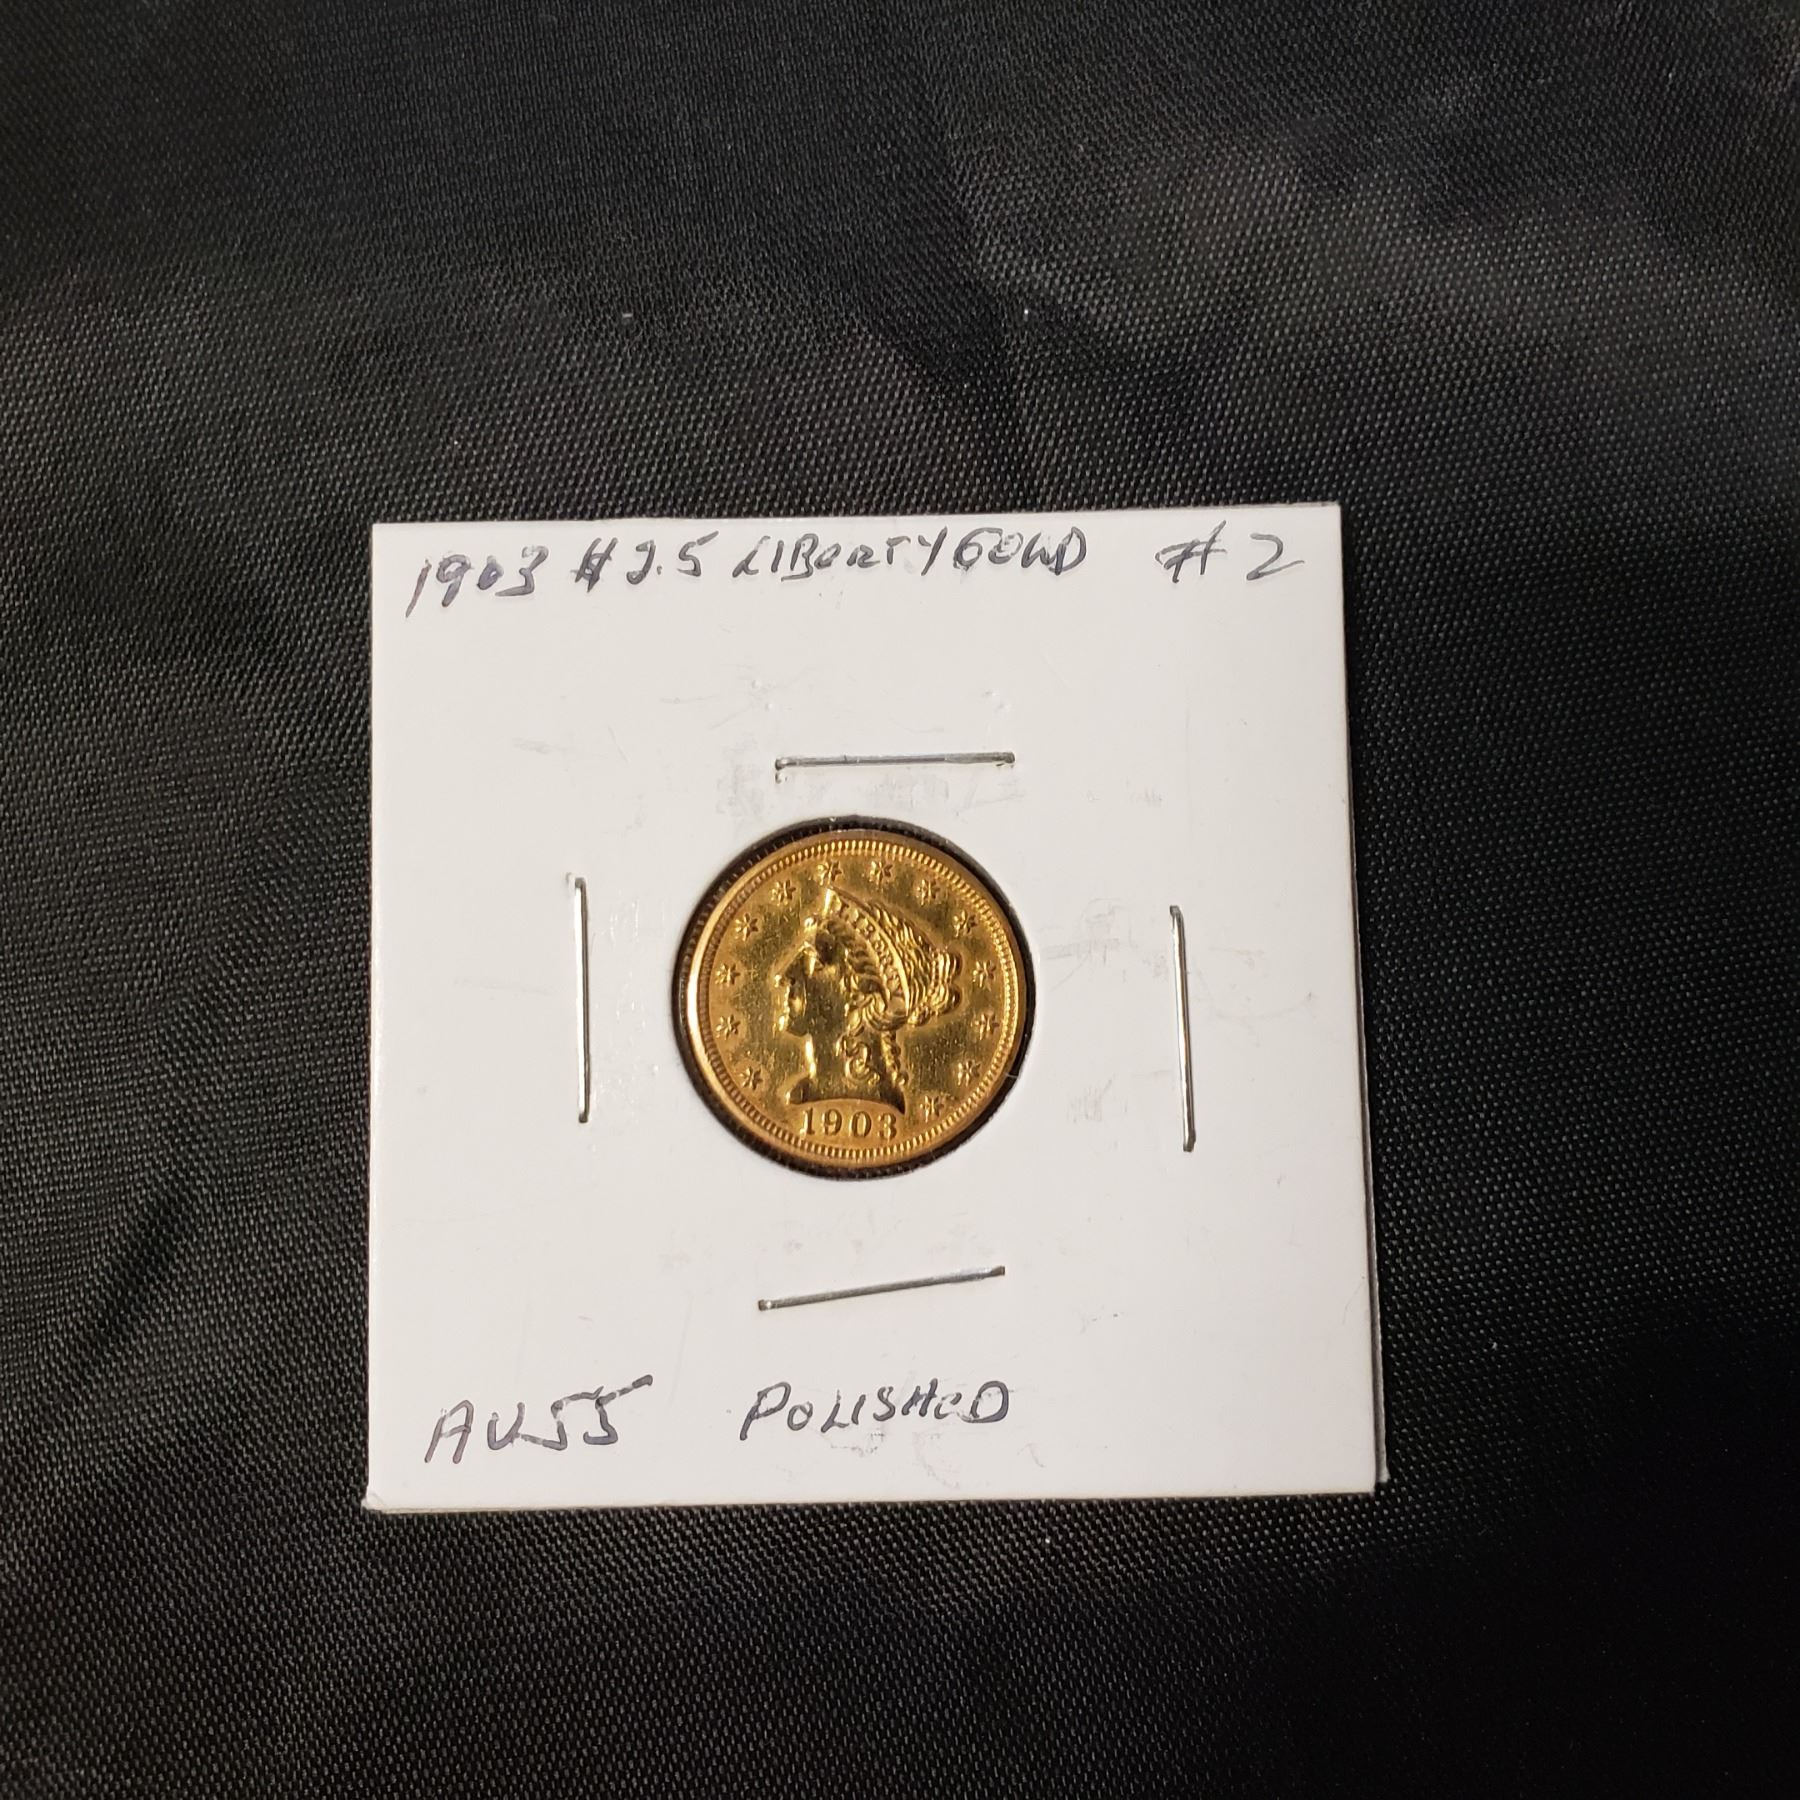 1903 $2.5 LIBERTY GOLD #2
LIBERTY
1903
AU55 POLISHED